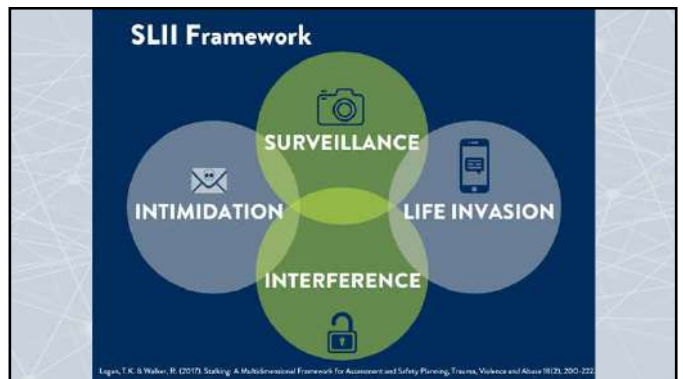 SLII Framework
SURVEILLANCE
INTIMIDATION
LIFE INVASION
INTERFERENCE
Logan, T.K. & Walker, R. (2017). Stalking: A Multidimensional Framework for Assessment and Safety Planning, Trauma, Violence and Abuse 18(2), 200-222.